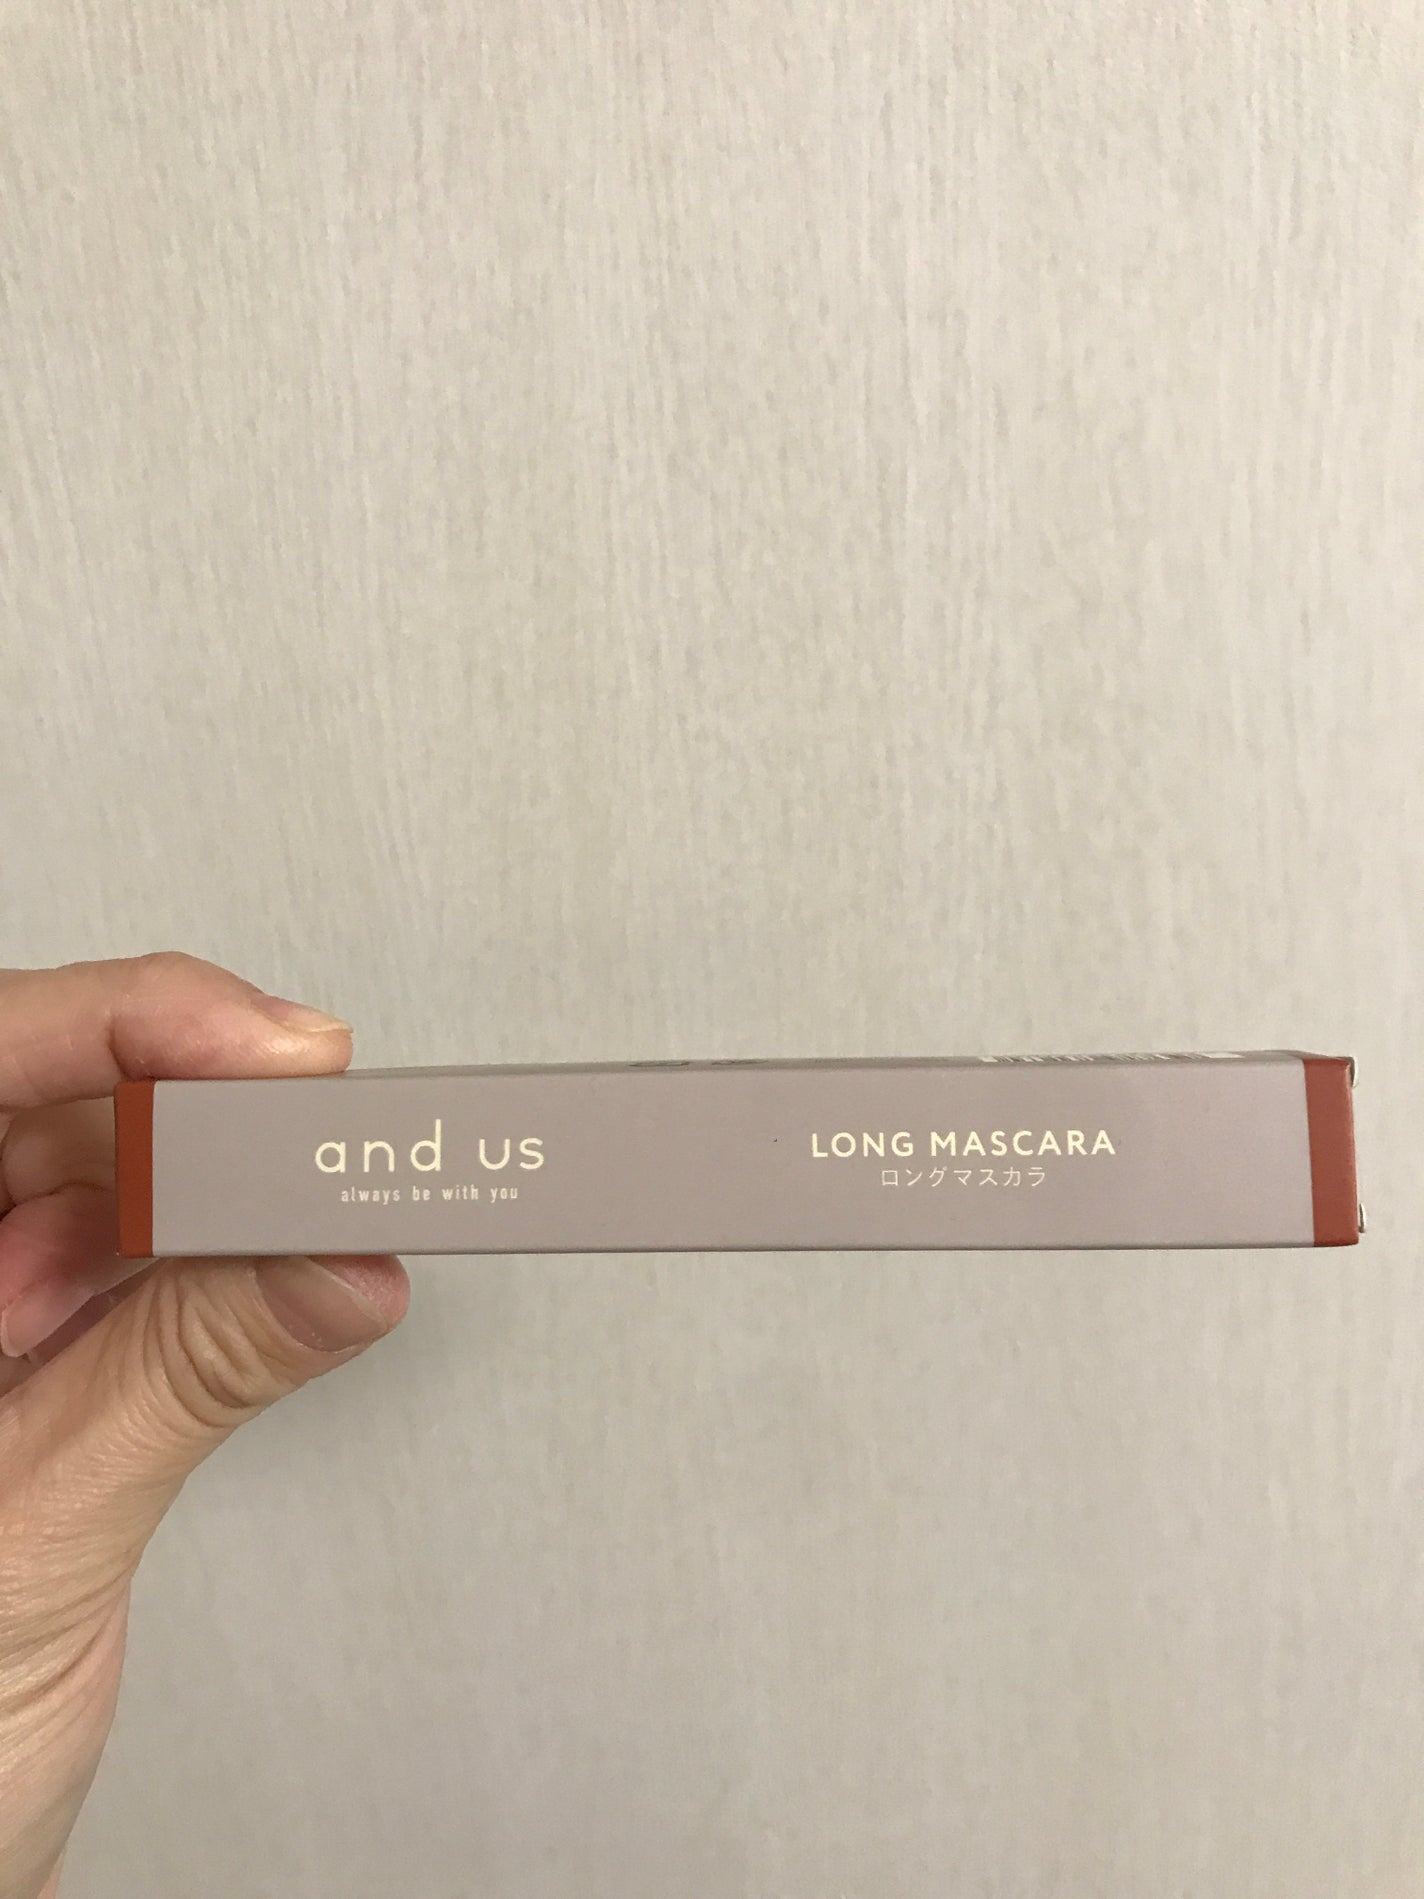 and us
always be with you
LONG MASCARA
ロングマスカラ